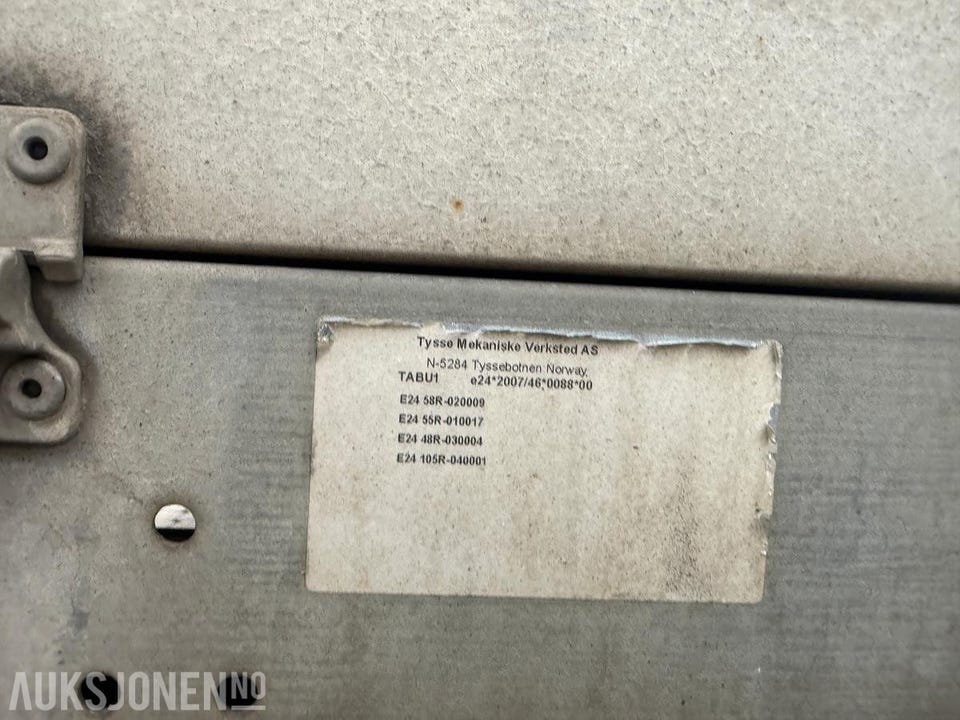 Tysse Mekaniske Verksted AS
N-5284 Tyssebotnen Norway,
TABU1 e24*2007/46*0088*00
E24 58R-020009
E24 55R-010017
E24 48R-030004
E24 105R-040001
AUKSJONEN NO